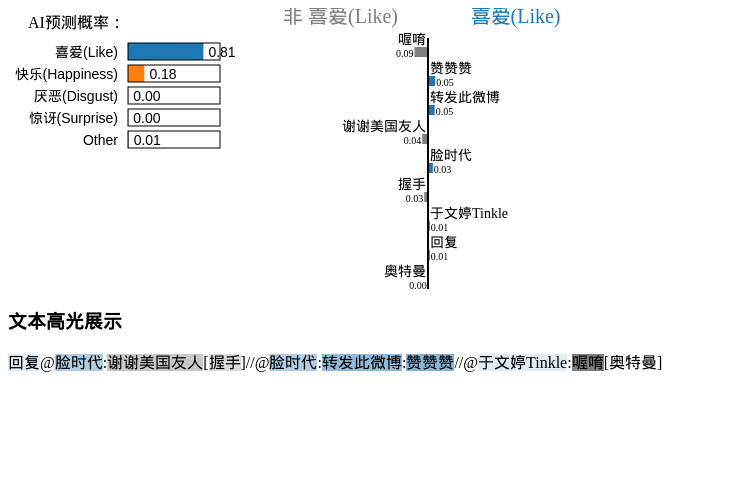 AI预测概率：
喜爱(Like) 0.81
快乐(Happiness) 0.18
厌恶(Disgust) 0.00
惊讶(Surprise) 0.00
Other 0.01
非 喜爱(Like) 喜爱(Like)
喔唷
0.09
赞赞赞
0.05
转发此微博
0.05
谢谢美国友人
0.04
脸时代
0.03
握手
0.03
于文婷Tinkle
0.01
回复
0.01
奥特曼
0.00
文本高光展示
回复@脸时代:谢谢美国友人[握手]//@脸时代:转发此微博:赞赞赞//@于文婷Tinkle:喔唷[奥特曼]